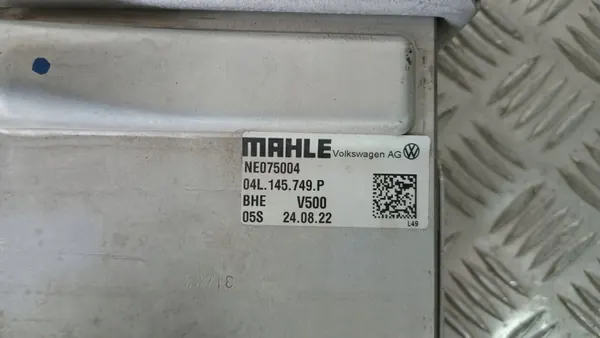 MAHLE Volkswagen AG
NE075004
04L.145.749.P
BHE V500
05S 24.08.22
L49